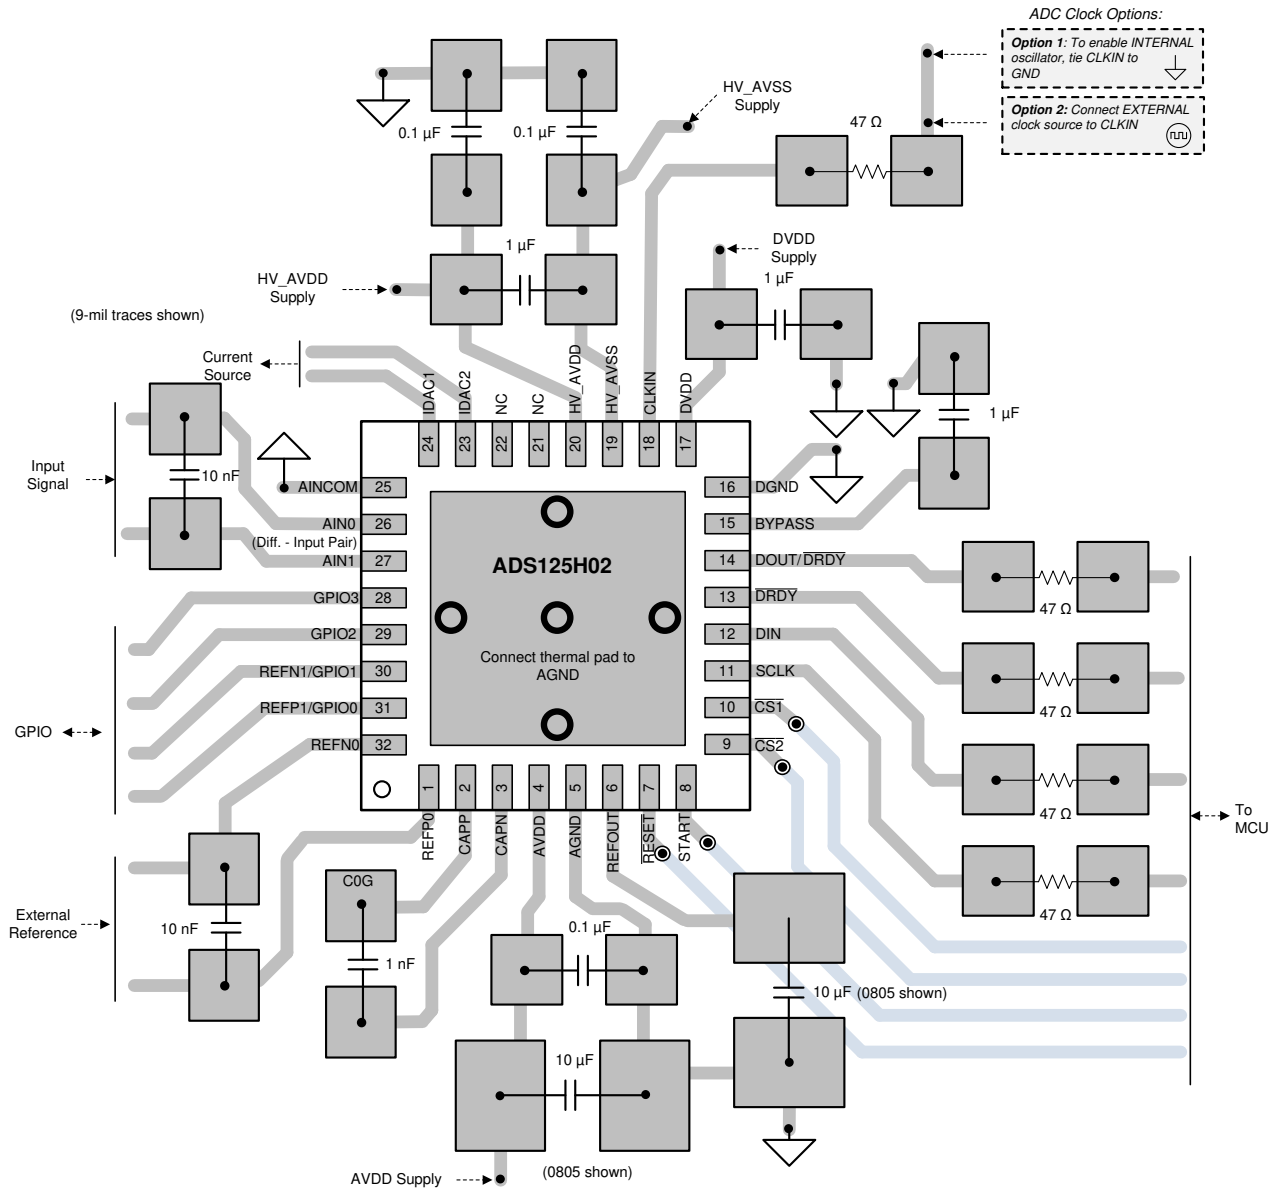 ADC Clock Options:
Option 1: To enable INTERNAL
oscillator, tie CLKIN to
GND
Option 2: Connect EXTERNAL
clock source to CLKIN
HV_AVSS
Supply
47 Ω
0.1 µF
0.1 µF
1 µF
DVDD
Supply
1 µF
HV_AVDD
Supply
(9-mil traces shown)
Current
Source
1 µF
IDAC1
IDAC2
NC
NC
HV_AVDD
HV_AVSS
CLKIN
DVDD
24
23
22
21
20
19
18
17
Input
Signal
10 nF
AINCOM
25
AIN0
26
(Diff. - Input Pair)
AIN1
27
GPIO3
28
GPIO2
29
REFN1/GPIO1
30
REFP1/GPIO0
31
REFN0
32
GPIO
ADS125H02
Connect thermal pad to
AGND
16
DGND
15
BYPASS
14
DOUT/DRDY
13
DRDY
12
DIN
11
SCLK
10
CS1
9
CS2
47 Ω
47 Ω
47 Ω
47 Ω
To
MCU
1
2
3
4
5
6
7
8
REFP0
CAPP
CAPN
AVDD
AGND
REFOUT
RESET
START
External
Reference
10 nF
C0G
1 nF
0.1 µF
10 µF
(0805 shown)
10 µF (0805 shown)
AVDD Supply